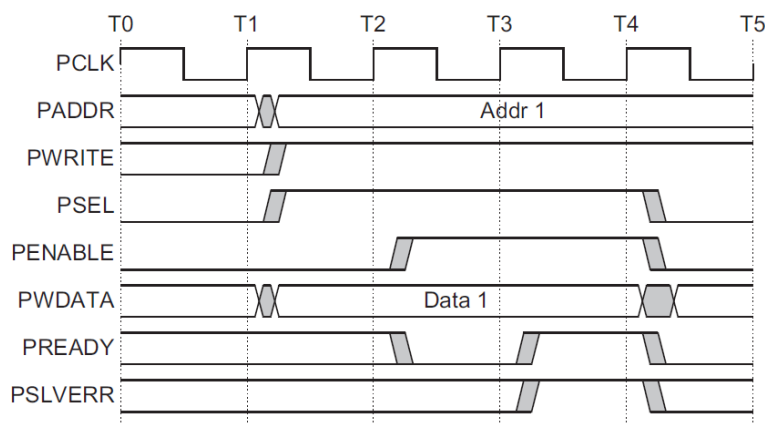 T0 T1 T2 T3 T4 T5
PCLK
PADDR Addr 1
PWRITE
PSEL
PENABLE
PWDATA Data 1
PREADY
PSLVERR